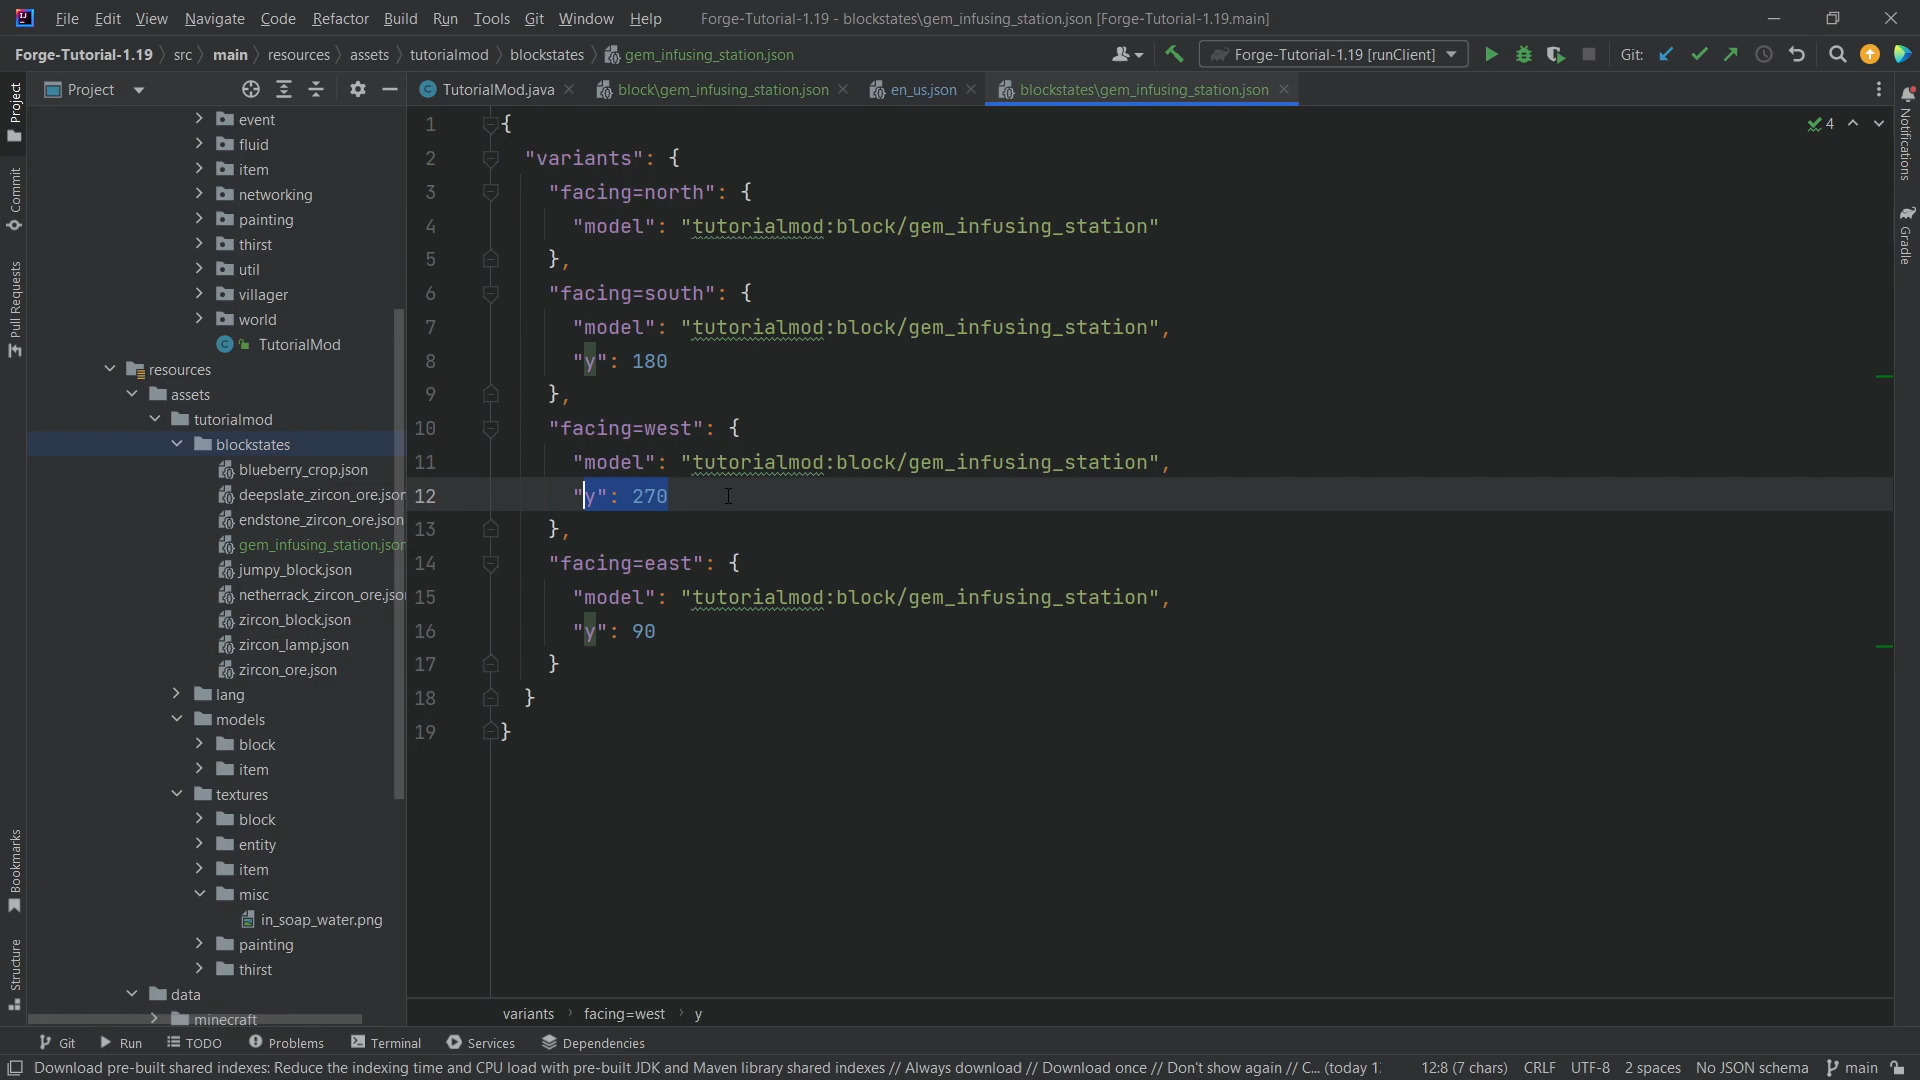 File Edit View Navigate Code Refactor Build Run Tools Git Window Help Forge-Tutorial-1.19 - blockstates\gem_infusing_station.json [Forge-Tutorial-1.19.main]
Forge-Tutorial-1.19 src main resources assets tutorialmod blockstates gem_infusing_station.json Forge-Tutorial-1.19 [runClient] Git:
Project
TutorialMod.java block\gem_infusing_station.json en_us.json blockstates\gem_infusing_station.json
Project
Commit
Pull Requests
Bookmarks
Structure
event
fluid
item
networking
painting
thirst
util
villager
world
TutorialMod
resources
assets
tutorialmod
blockstates
blueberry_crop.json
deepslate_zircon_ore.json
endstone_zircon_ore.json
gem_infusing_station.json
jumpy_block.json
netherrack_zircon_ore.jso
zircon_block.json
zircon_lamp.json
zircon_ore.json
lang
models
block
item
textures
block
entity
item
misc
in_soap_water.png
painting
thirst
data
minecraft
1 {
2 "variants": {
3 "facing=north": {
4 "model": "tutorialmod:block/gem_infusing_station"
5 },
6 "facing=south": {
7 "model": "tutorialmod:block/gem_infusing_station",
8 "y": 180
9 },
10 "facing=west": {
11 "model": "tutorialmod:block/gem_infusing_station",
12 "y": 270
13 },
14 "facing=east": {
15 "model": "tutorialmod:block/gem_infusing_station",
16 "y": 90
17 }
18 }
19 }
4
Notifications
Gradle
variants facing=west y
Git Run TODO Problems Terminal Services Dependencies
Download pre-built shared indexes: Reduce the indexing time and CPU load with pre-built JDK and Maven library shared indexes // Always download // Download once // Don't show again // C... (today 1 12:8 (7 chars) CRLF UTF-8 2 spaces No JSON schema main